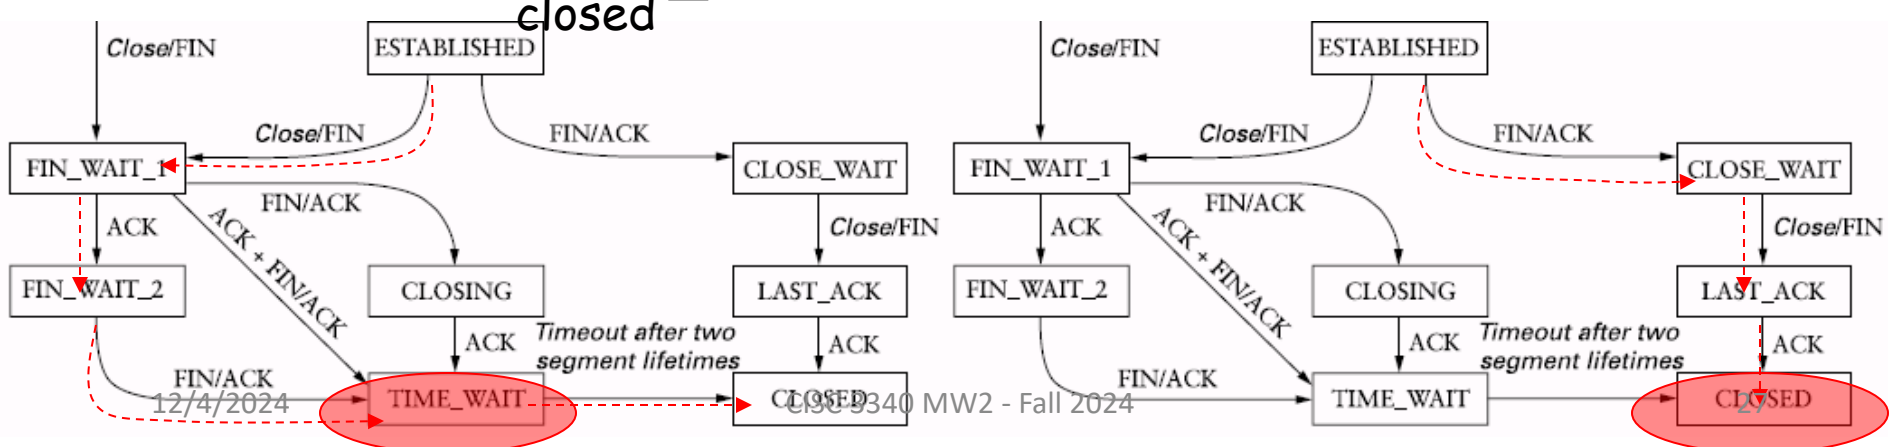 closed
Close/FIN
ESTABLISHED
Close/FIN
FIN/ACK
FIN_WAIT_1
CLOSE_WAIT
FIN/ACK
ACK
ACK + FIN/ACK
Close/FIN
FIN_WAIT_2
CLOSING
LAST_ACK
ACK
Timeout after two
segment lifetimes
ACK
FIN/ACK
TIME_WAIT
CLOSED
Close/FIN
ESTABLISHED
Close/FIN
FIN/ACK
FIN_WAIT_1
CLOSE_WAIT
FIN/ACK
ACK
ACK + FIN/ACK
Close/FIN
FIN_WAIT_2
CLOSING
LAST_ACK
ACK
Timeout after two
segment lifetimes
ACK
FIN/ACK
TIME_WAIT
CLOSED
12/4/2024
CISC 3340 MW2 - Fall 2024
27